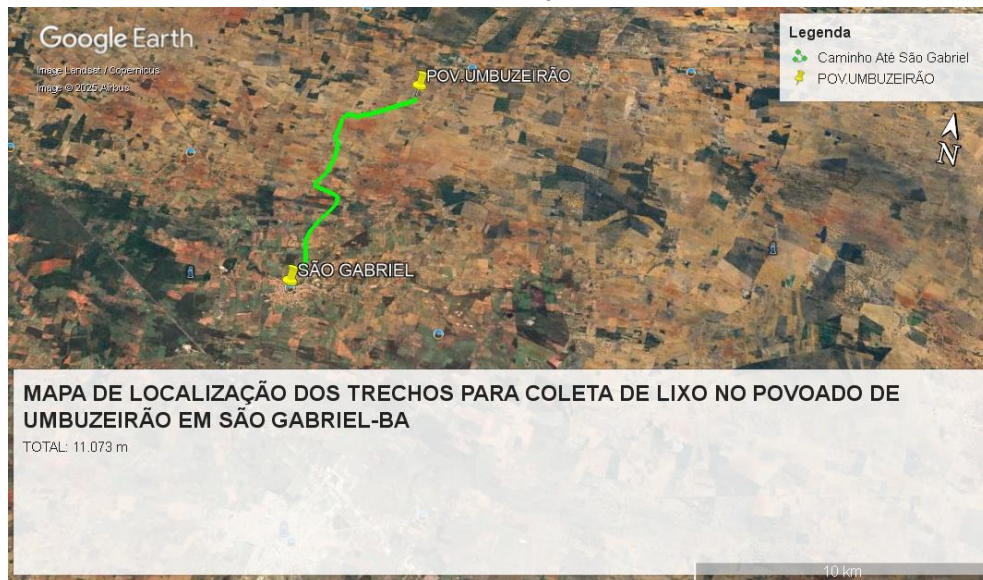 Google Earth
Image Landsat / Copernicus
Image © 2025 Airbus
Legenda
Caminho Até São Gabriel
POV.UMBUZEIRÃO
POV.UMBUZEIRÃO
N
SÃO GABRIEL
MAPA DE LOCALIZAÇÃO DOS TRECHOS PARA COLETA DE LIXO NO POVOADO DE
UMBUZEIRÃO EM SÃO GABRIEL-BA
TOTAL: 11.073 m
10 km